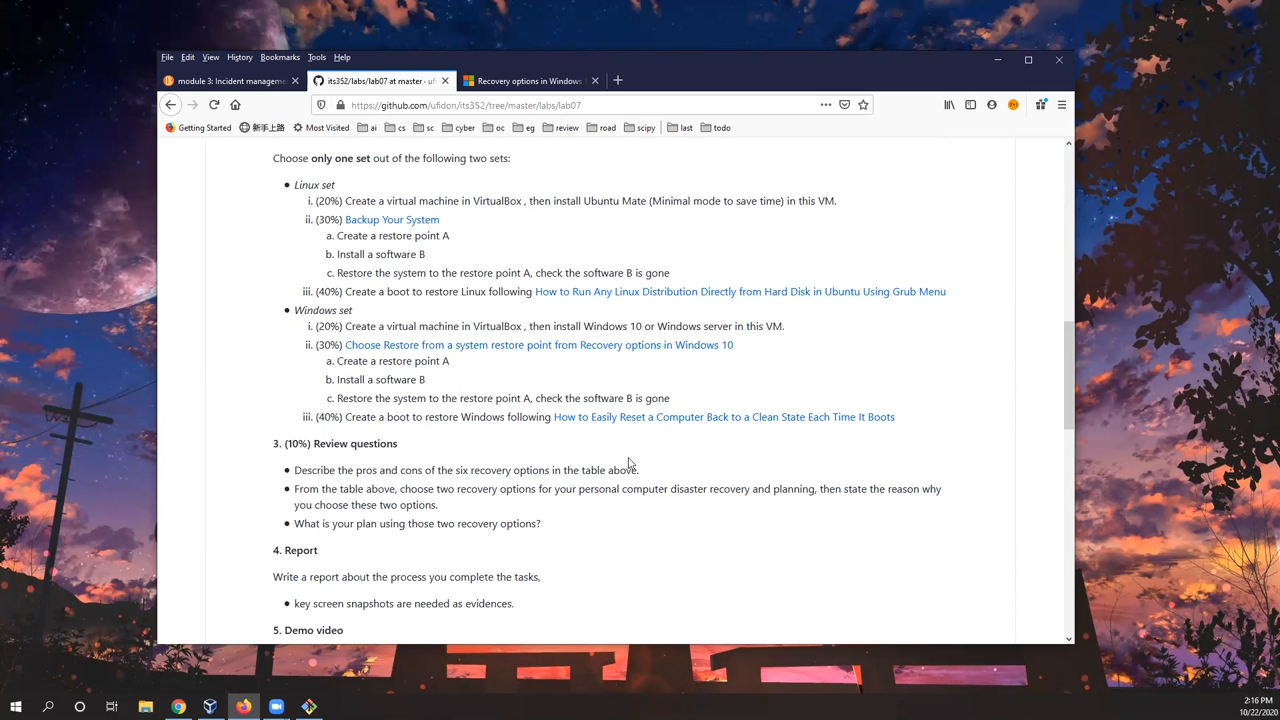 File Edit View History Bookmarks Tools Help
module 3: Incident manageme
its352/labs/lab07 at master · ufi
Recovery options in Windows
https://github.com/ufidon/its352/tree/master/labs/lab07
Getting Started 新手上路 Most Visited ai cs sc cyber oc eg review road scipy last todo
Choose only one set out of the following two sets:
• Linux set
i. (20%) Create a virtual machine in VirtualBox , then install Ubuntu Mate (Minimal mode to save time) in this VM.
ii. (30%) Backup Your System
a. Create a restore point A
b. Install a software B
c. Restore the system to the restore point A, check the software B is gone
iii. (40%) Create a boot to restore Linux following How to Run Any Linux Distribution Directly from Hard Disk in Ubuntu Using Grub Menu
• Windows set
i. (20%) Create a virtual machine in VirtualBox , then install Windows 10 or Windows server in this VM.
ii. (30%) Choose Restore from a system restore point from Recovery options in Windows 10
a. Create a restore point A
b. Install a software B
c. Restore the system to the restore point A, check the software B is gone
iii. (40%) Create a boot to restore Windows following How to Easily Reset a Computer Back to a Clean State Each Time It Boots
3. (10%) Review questions
• Describe the pros and cons of the six recovery options in the table above.
• From the table above, choose two recovery options for your personal computer disaster recovery and planning, then state the reason why
you choose these two options.
• What is your plan using those two recovery options?
4. Report
Write a report about the process you complete the tasks,
• key screen snapshots are needed as evidences.
5. Demo video
2:16 PM
10/22/2020